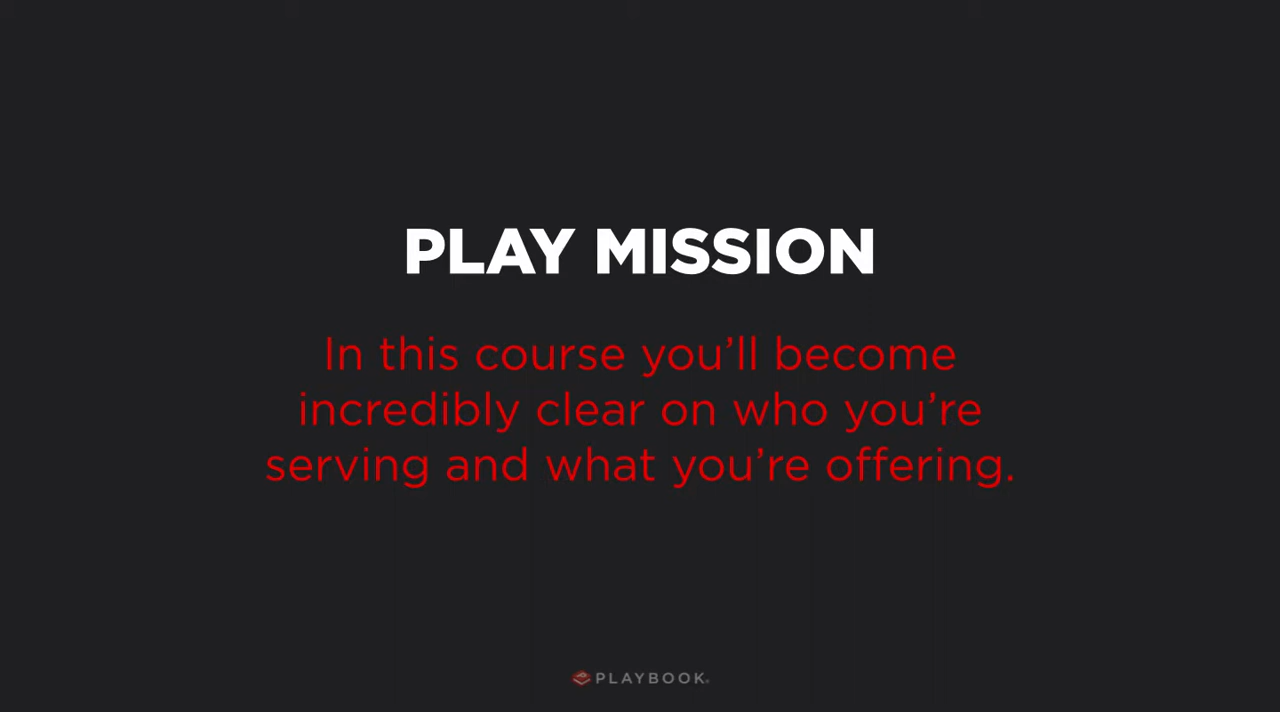 PLAY MISSION
In this course you’ll become
incredibly clear on who you’re
serving and what you’re offering.
PLAYBOOK